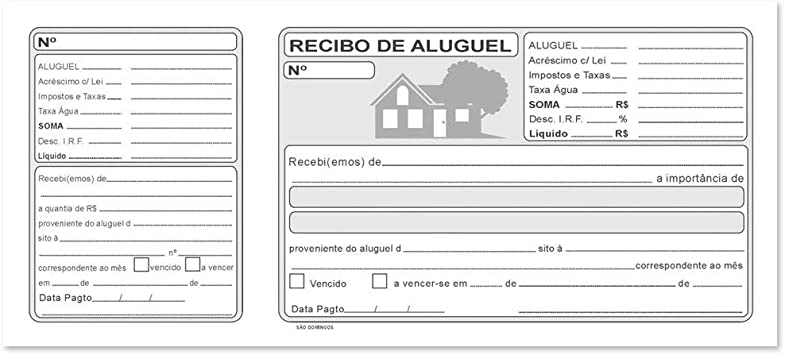 Nº
ALUGUEL
Acréscimo c/ Lei
Impostos e Taxas
Taxa Água
SOMA
Desc. I.R.F.
Líquido
Recebi(emos) de
a quantia de R$
proveniente do aluguel d
sito à
nº
correspondente ao mês vencido a vencer
em de de
Data Pagto. / /
RECIBO DE ALUGUEL
Nº
ALUGUEL
Acréscimo c/ Lei
Impostos e Taxas
Taxa Água
SOMA R$
Desc. I.R.F. %
Líquido R$
Recebi(emos) de
a importância de
proveniente do aluguel d sito à
correspondente ao mês
Vencido a vencer-se em de de
Data Pagto. / /
SÃO DOMINGOS